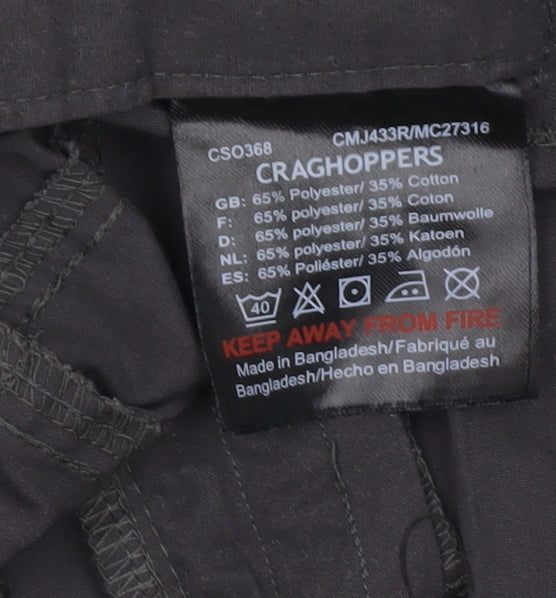 CSO368 CMJ433R/MC27316
CRAGHOPPERS
GB: 65% Polyester/ 35% Cotton
F: 65% polyester/ 35% Coton
D: 65% polyester/ 35% Baumwolle
NL: 65% polyester/ 35% Katoen
ES: 65% Poliéster/ 35% Algodón
40
KEEP AWAY FROM FIRE
Made in Bangladesh/Fabriqué au
Bangladesh/Hecho en Bangladesh